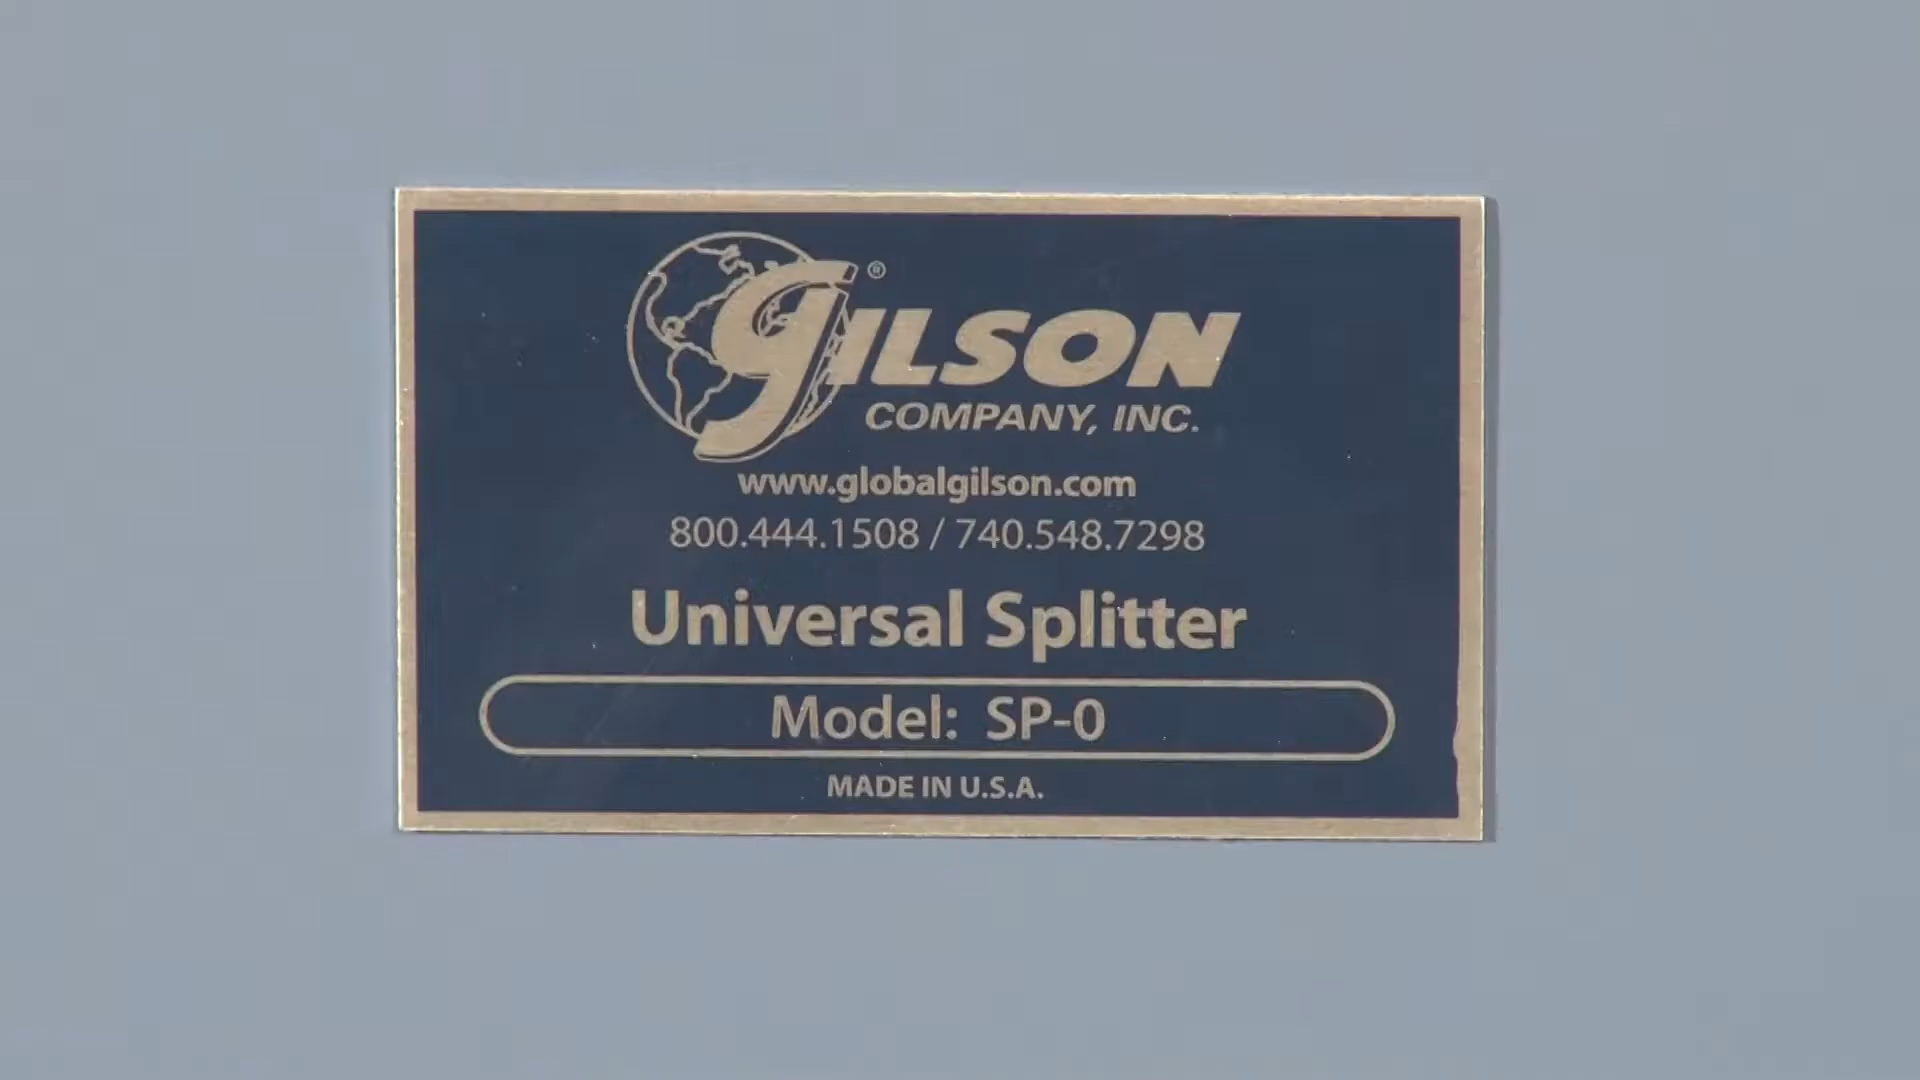 GILSON®
COMPANY, INC.
www.globalgilson.com
800.444.1508 / 740.548.7298
Universal Splitter
Model: SP-0
MADE IN U.S.A.